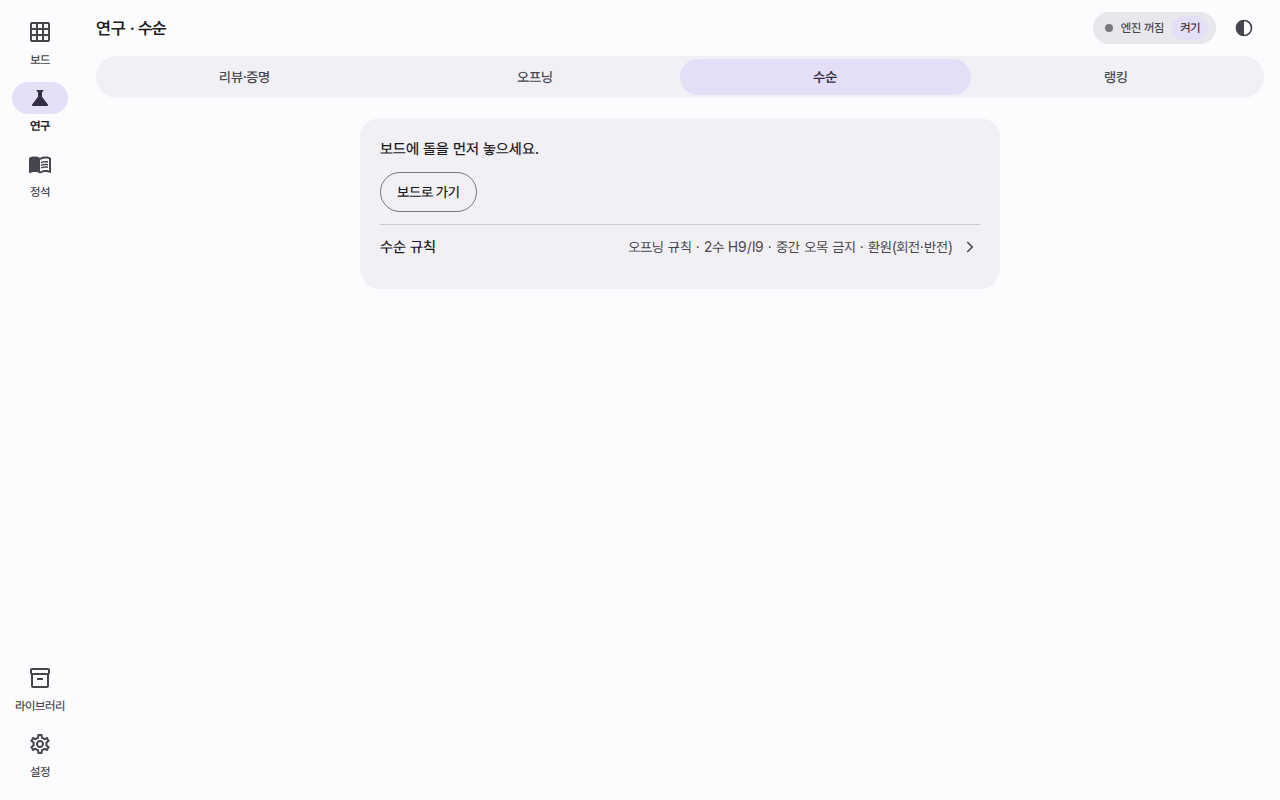 연구 · 수순
엔진 꺼짐
켜기
보드
연구
정석
라이브러리
설정
리뷰·증명
오프닝
수순
랭킹
보드에 돌을 먼저 놓으세요.
보드로 가기
수순 규칙
오프닝 규칙 · 2수 H9/I9 · 중간 오목 금지 · 환원(회전·반전)